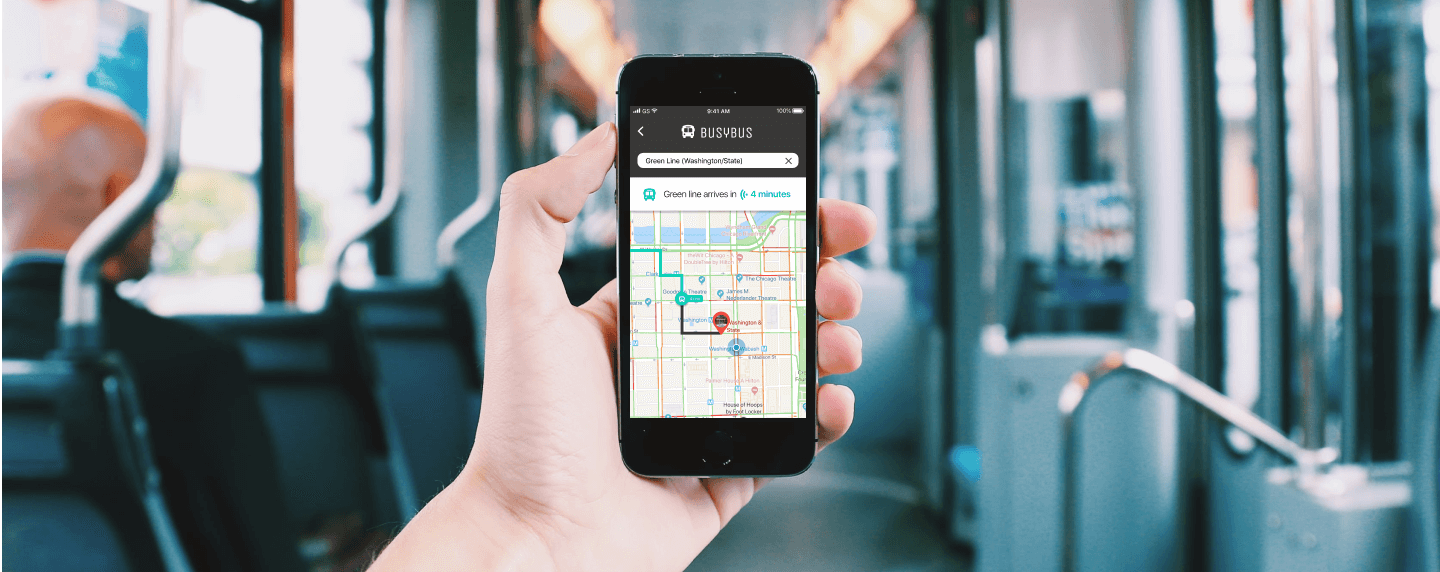 GS
9:41 AM
100%
BUSYBUS
Green Line (Washington/State)
Green line arrives in 4 minutes
theWit Chicago - A
DoubleTree by Hilton
Clark
The Chicago Theatre
Goodman Theatre
James M.
Nederlander Theatre
Washington
Washington &
State
Washington/Wabash
E Madison St
Palmer House a Hilton
House of Hoops
by Foot Locker